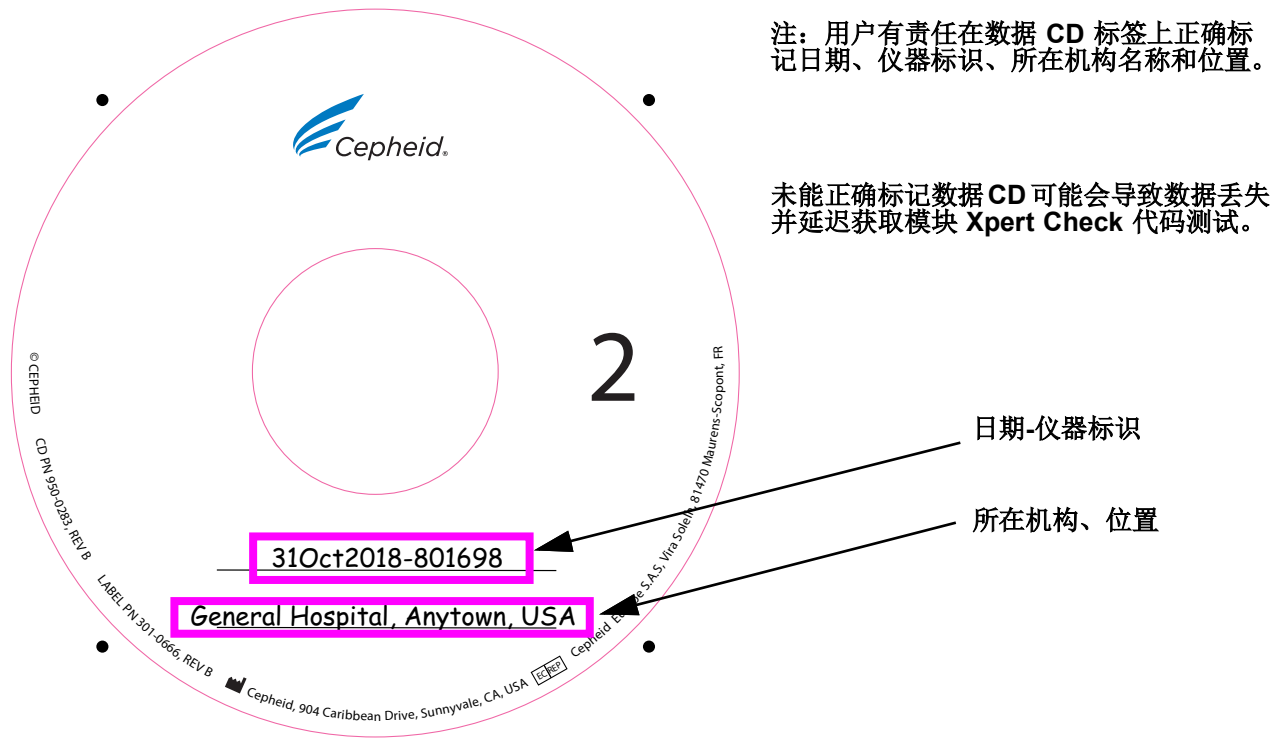 注：用户有责任在数据 CD 标签上正确标
记日期、仪器标识、所在机构名称和位置。
未能正确标记数据 CD 可能会导致数据丢失
并延迟获取模块 Xpert Check 代码测试。
Cepheid®
2
日期-仪器标识
所在机构、位置
31Oct2018-801698
General Hospital, Anytown, USA
© CEPHEID CD PN 950-0283, REV B LABEL PN 301-0666, REV B Cepheid, 904 Caribbean Drive, Sunnyvale, CA, USA EC REP Cepheid S.A.S, Vira Soleih, 81470 Maurens-Scopont, FR